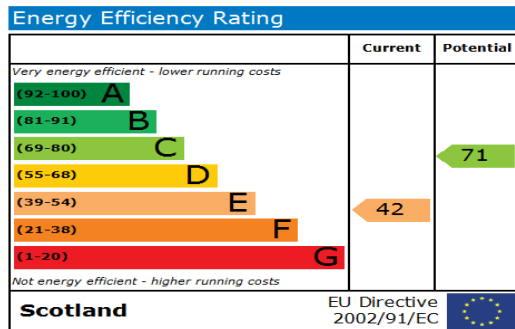 Energy Efficiency Rating
Current Potential
Very energy efficient - lower running costs
(92-100) A
(81-91) B
(69-80) C
71
(55-68) D
(39-54) E
42
(21-38) F
(1-20) G
Not energy efficient - higher running costs
Scotland
EU Directive
2002/91/EC